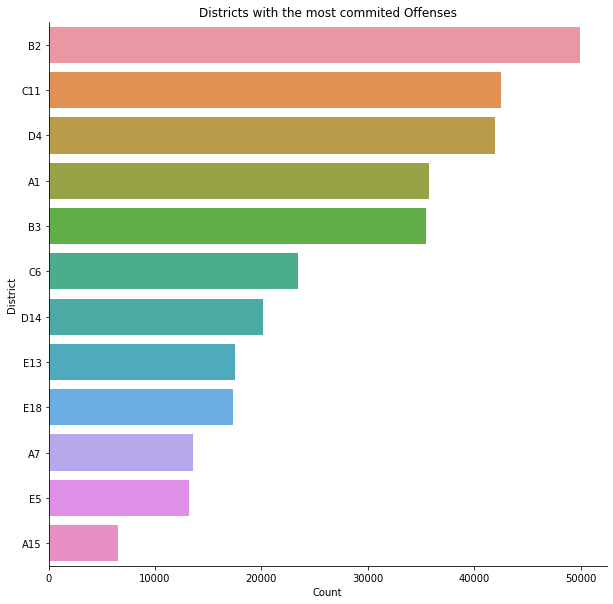 Districts with the most commited Offenses
B2
C11
D4
A1
B3
C6
D14
E13
E18
A7
E5
A15
District
0 10000 20000 30000 40000 50000
Count